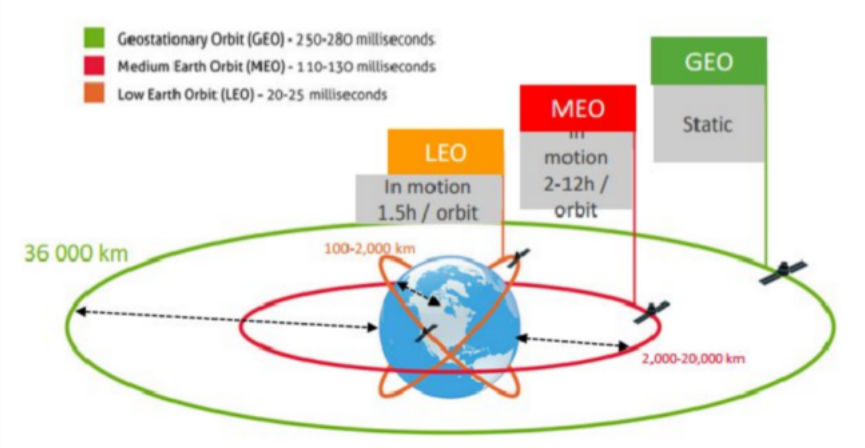 Geostationary Orbit (GEO) - 250-280 milliseconds
Medium Earth Orbit (MEO) - 110-130 milliseconds
Low Earth Orbit (LEO) - 20-25 milliseconds
GEO
Static
MEO
In
motion
2-12h /
orbit
LEO
In motion
1.5h / orbit
36 000 km
100-2,000 km
2,000-20,000 km